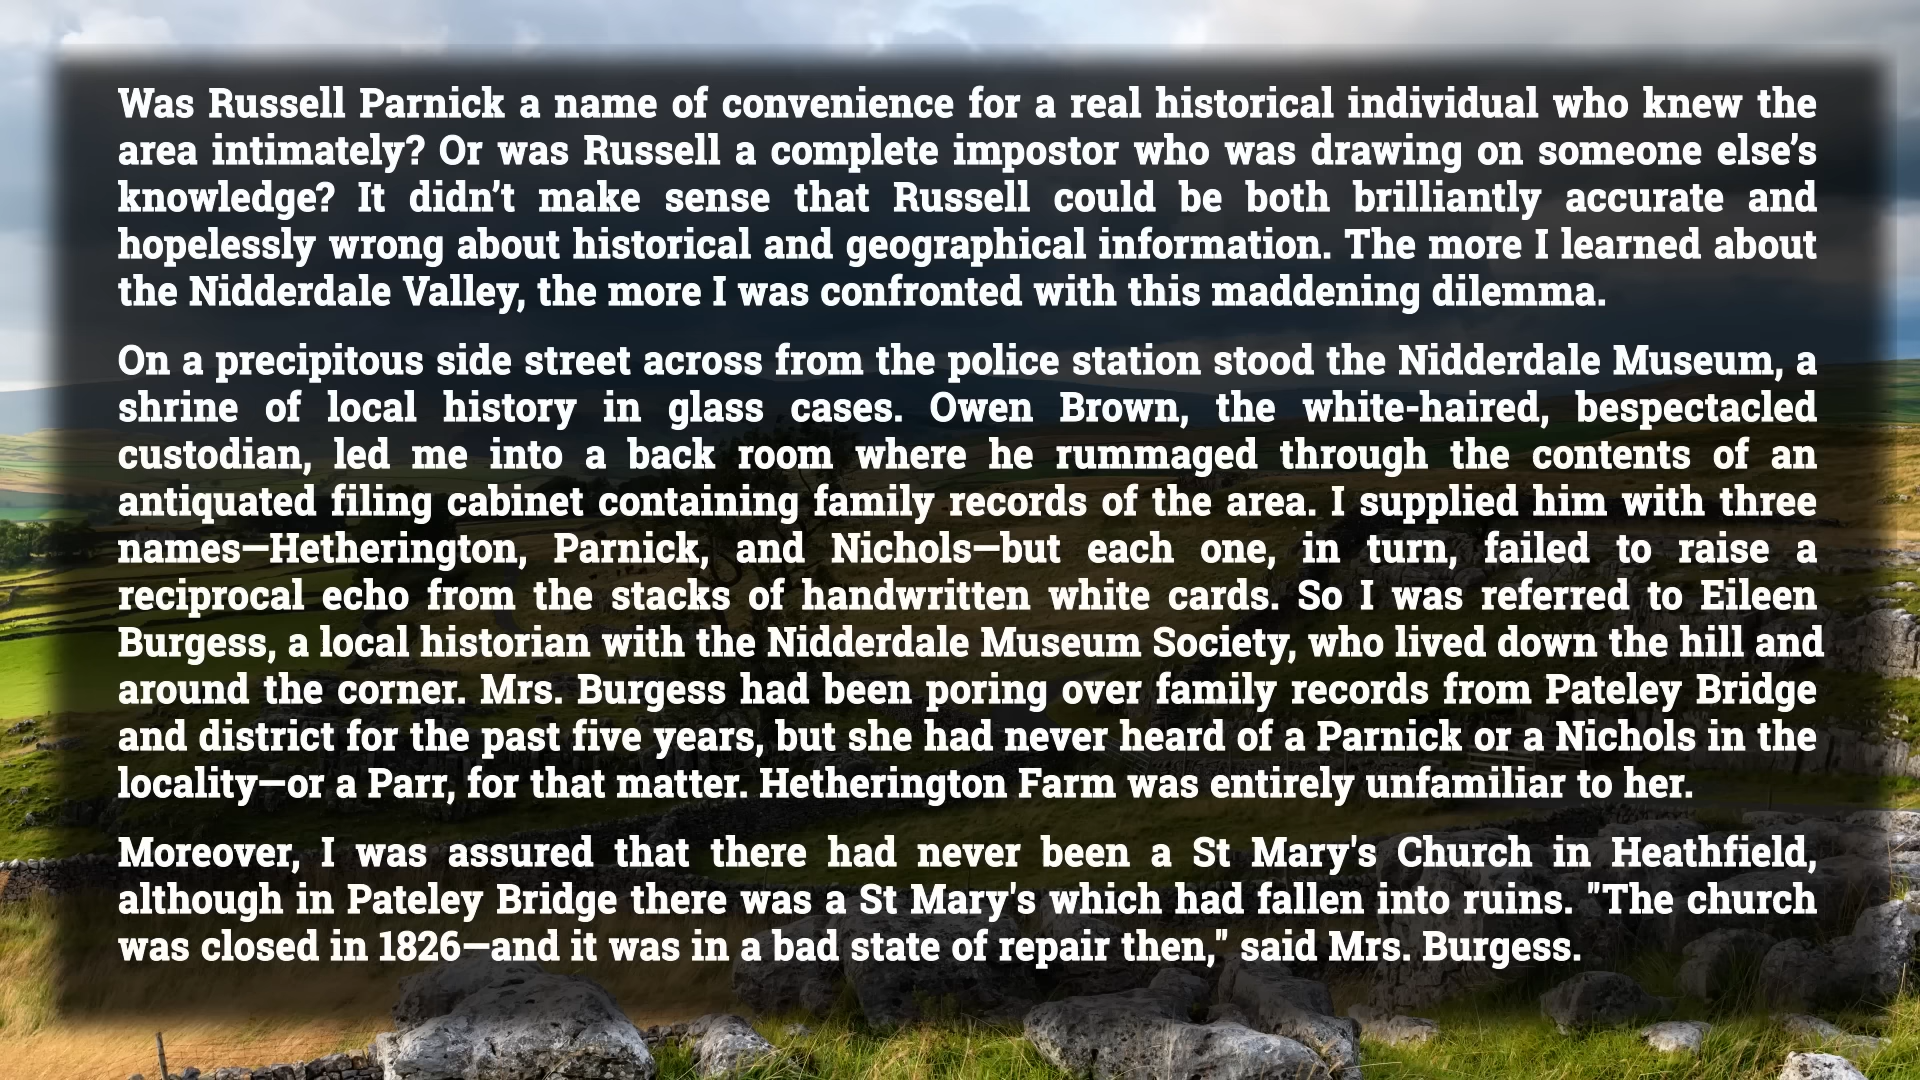 Was Russell Parnick a name of convenience for a real historical individual who knew the
area intimately? Or was Russell a complete impostor who was drawing on someone else’s
knowledge? It didn’t make sense that Russell could be both brilliantly accurate and
hopelessly wrong about historical and geographical information. The more I learned about
the Nidderdale Valley, the more I was confronted with this maddening dilemma.
On a precipitous side street across from the police station stood the Nidderdale Museum, a
shrine of local history in glass cases. Owen Brown, the white-haired, bespectacled
custodian, led me into a back room where he rummaged through the contents of an
antiquated filing cabinet containing family records of the area. I supplied him with three
names—Hetherington, Parnick, and Nichols—but each one, in turn, failed to raise a
reciprocal echo from the stacks of handwritten white cards. So I was referred to Eileen
Burgess, a local historian with the Nidderdale Museum Society, who lived down the hill and
around the corner. Mrs. Burgess had been poring over family records from Pateley Bridge
and district for the past five years, but she had never heard of a Parnick or a Nichols in the
locality—or a Parr, for that matter. Hetherington Farm was entirely unfamiliar to her.
Moreover, I was assured that there had never been a St Mary's Church in Heathfield,
although in Pateley Bridge there was a St Mary's which had fallen into ruins. "The church
was closed in 1826—and it was in a bad state of repair then," said Mrs. Burgess.